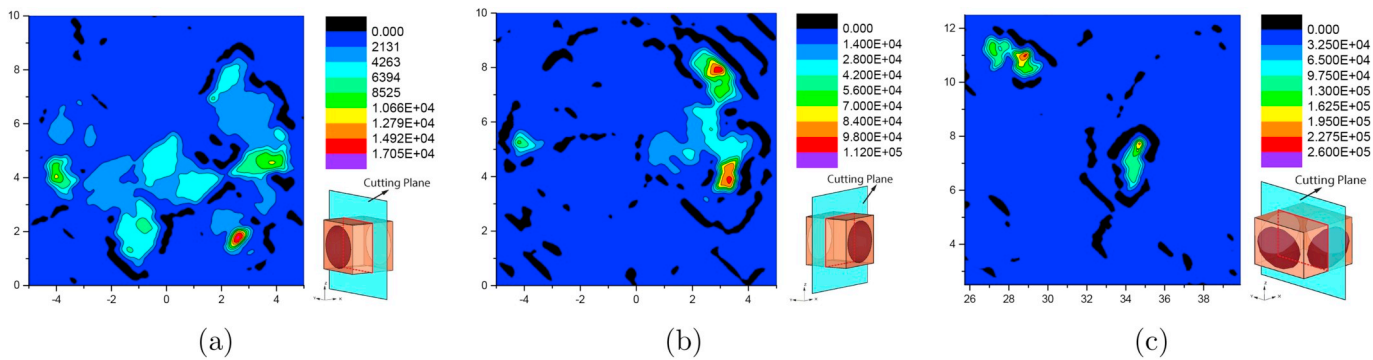 10
8
6
4
2
0
-4 -2 0 2 4
0.000
2131
4263
6394
8525
1.066E+04
1.279E+04
1.492E+04
1.705E+04
Cutting Plane
Z
Y X
(a)
10
8
6
4
2
0
-4 -2 0 2 4
0.000
1.400E+04
2.800E+04
4.200E+04
5.600E+04
7.000E+04
8.400E+04
9.800E+04
1.120E+05
Cutting Plane
Z
Y X
(b)
12
10
8
6
4
26 28 30 32 34 36 38
0.000
3.250E+04
6.500E+04
9.750E+04
1.300E+05
1.625E+05
1.950E+05
2.275E+05
2.600E+05
Cutting Plane
Z
Y X
(c)